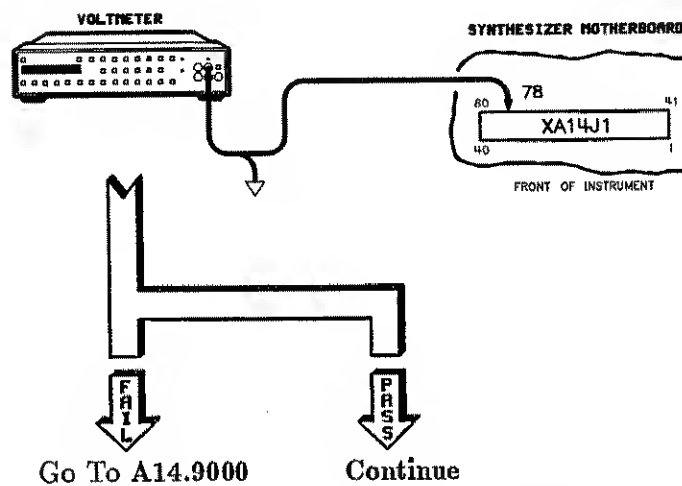 VOLTMETER
SYNTHESIZER MOTHERBOARD
78
80 41
XA14J1
40 1
FRONT OF INSTRUMENT
FAIL
PASS
Go To A14.9000
Continue